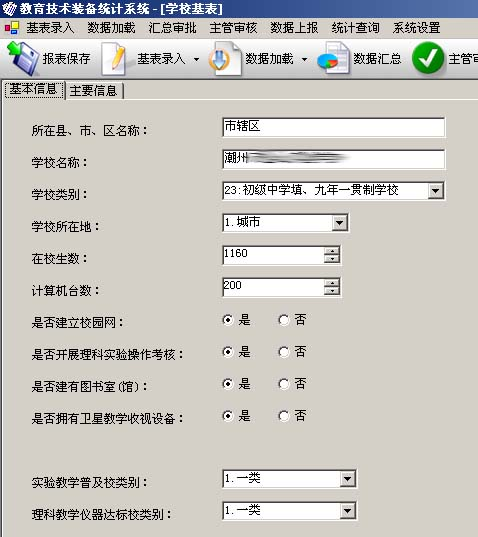 教育技术装备统计系统 - [学校基表]
基表录入 数据加载 汇总审批 主管审核 数据上报 统计查询 系统设置
报表保存 基表录入 数据加载 数据汇总 主管审
基本信息 主要信息
所在县、市、区名称： 市辖区
学校名称： 潮州
学校类别： 23:初级中学填、九年一贯制学校
学校所在地： 1.城市
在校生数： 1160
计算机台数： 200
是否建立校园网： 是 否
是否开展理科实验操作考核： 是 否
是否建有图书室(馆)： 是 否
是否拥有卫星教学收视设备： 是 否
实验教学普及校类别： 1.一类
理科教学仪器达标校类别： 1.一类